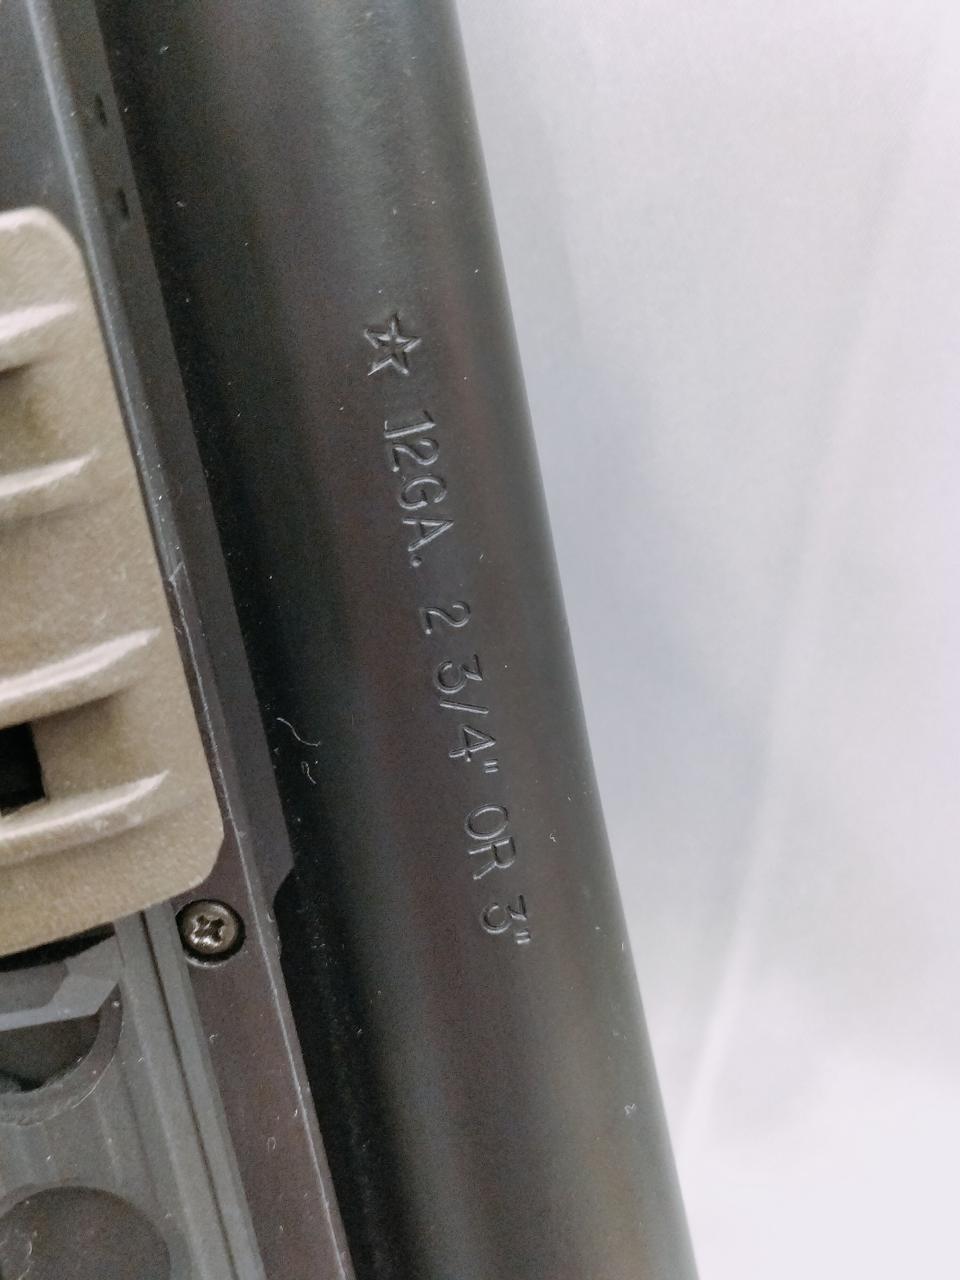 ☆ 12GA. 2 3/4" OR 3"